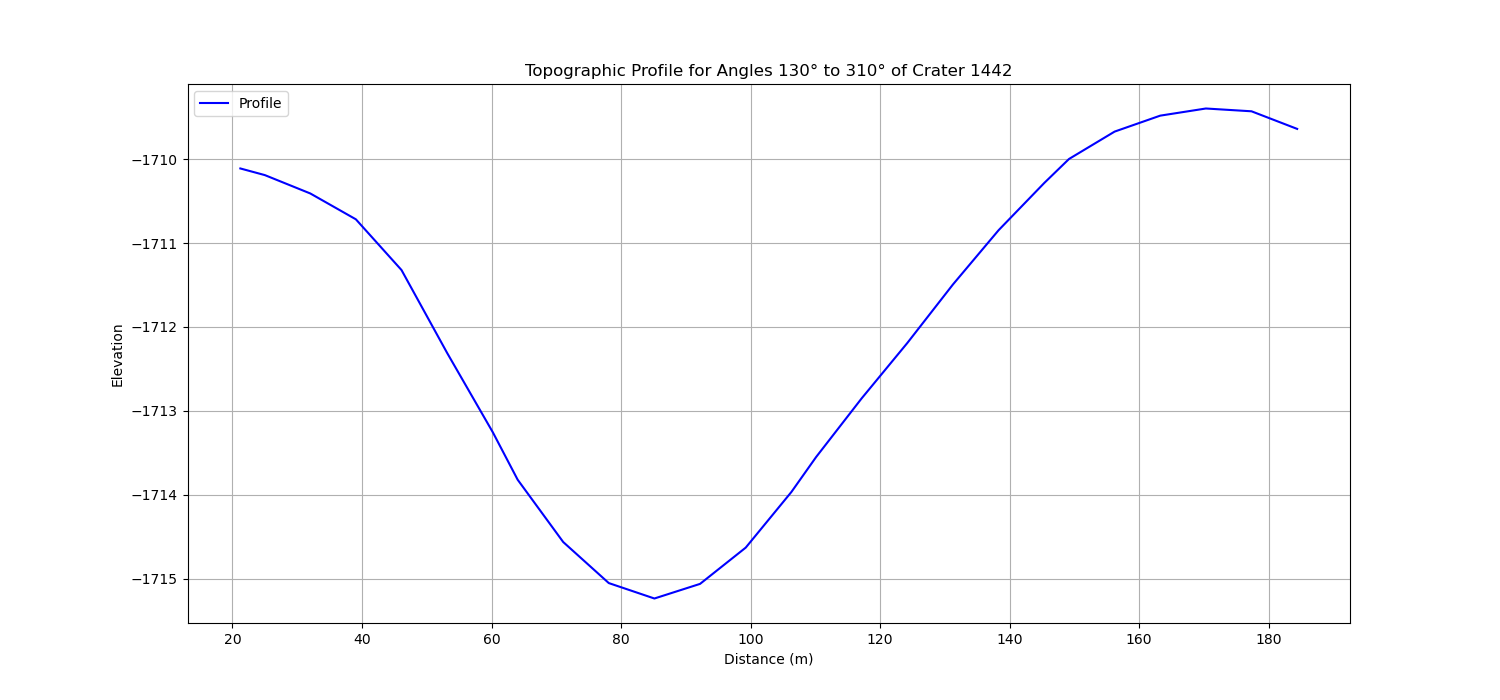 Topographic Profile for Angles 130° to 310° of Crater 1442
Profile
−1710
−1711
−1712
−1713
−1714
−1715
Elevation
20 40 60 80 100 120 140 160 180
Distance (m)